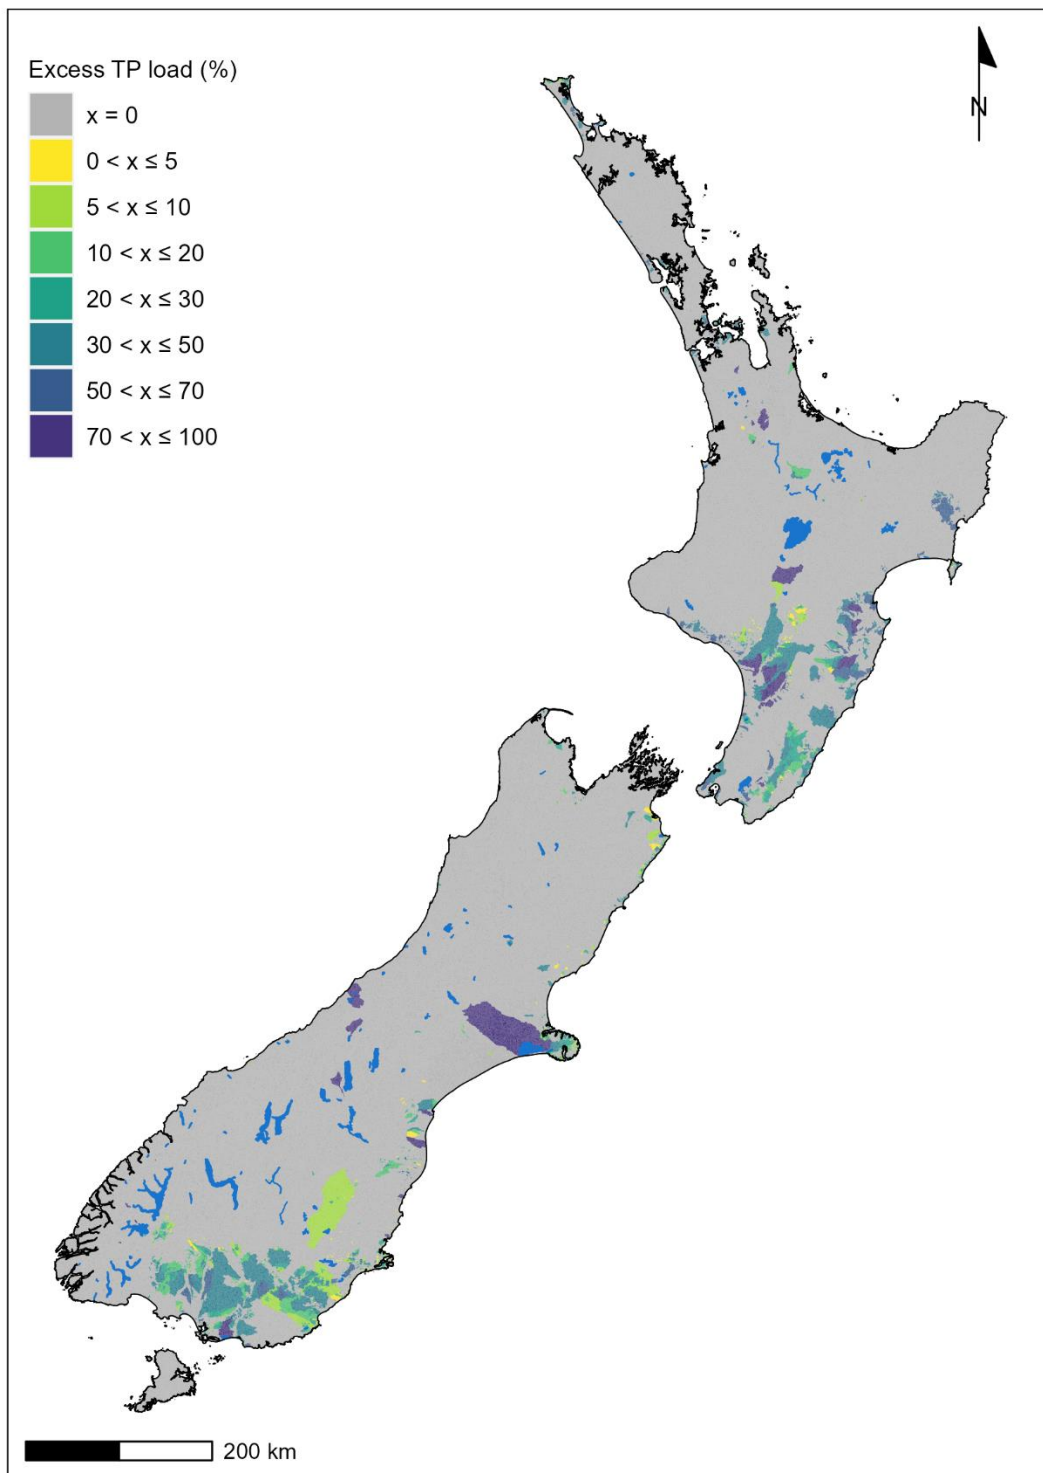 Excess TP load (%)
x = 0
0 < x ≤ 5
5 < x ≤ 10
10 < x ≤ 20
20 < x ≤ 30
30 < x ≤ 50
50 < x ≤ 70
70 < x ≤ 100
N
200 km